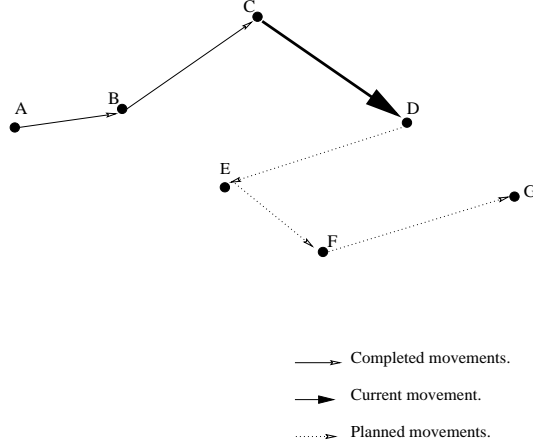 C
B
A
D
E
G
F
Completed movements.
Current movement.
Planned movements.